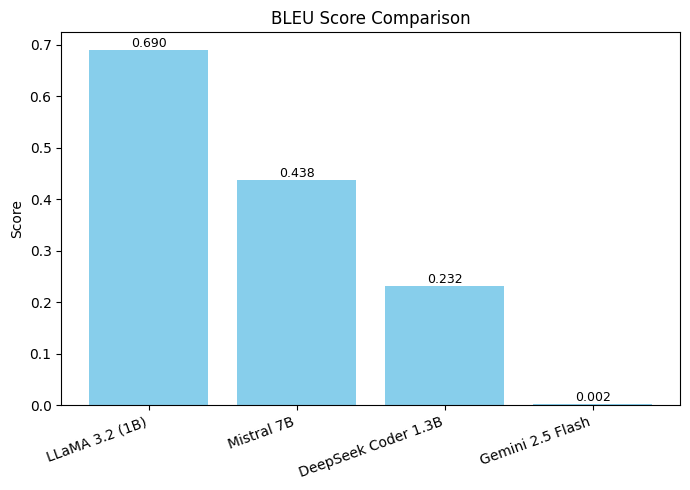 BLEU Score Comparison
0.690
0.438
0.232
0.002
0.7
0.6
0.5
0.4
0.3
0.2
0.1
0.0
Score
LLaMA 3.2 (1B)
Mistral 7B
DeepSeek Coder 1.3B
Gemini 2.5 Flash